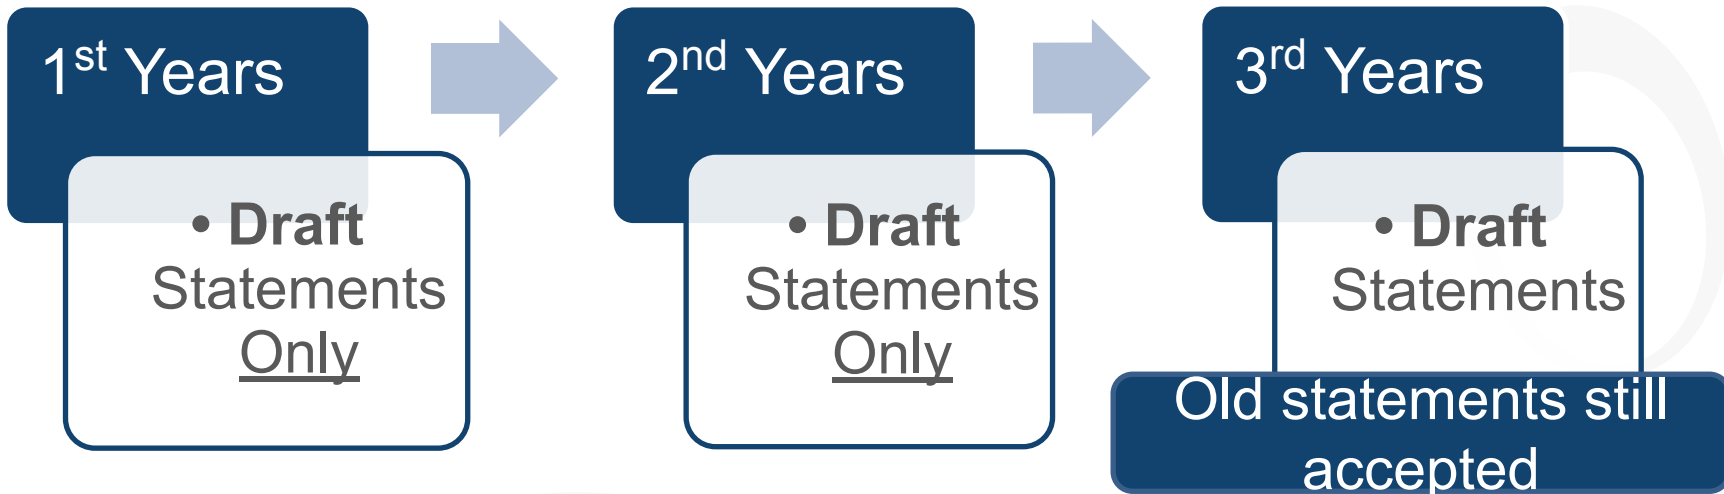 1st Years
• Draft
Statements
Only
2nd Years
• Draft
Statements
Only
3rd Years
• Draft
Statements
Old statements still
accepted